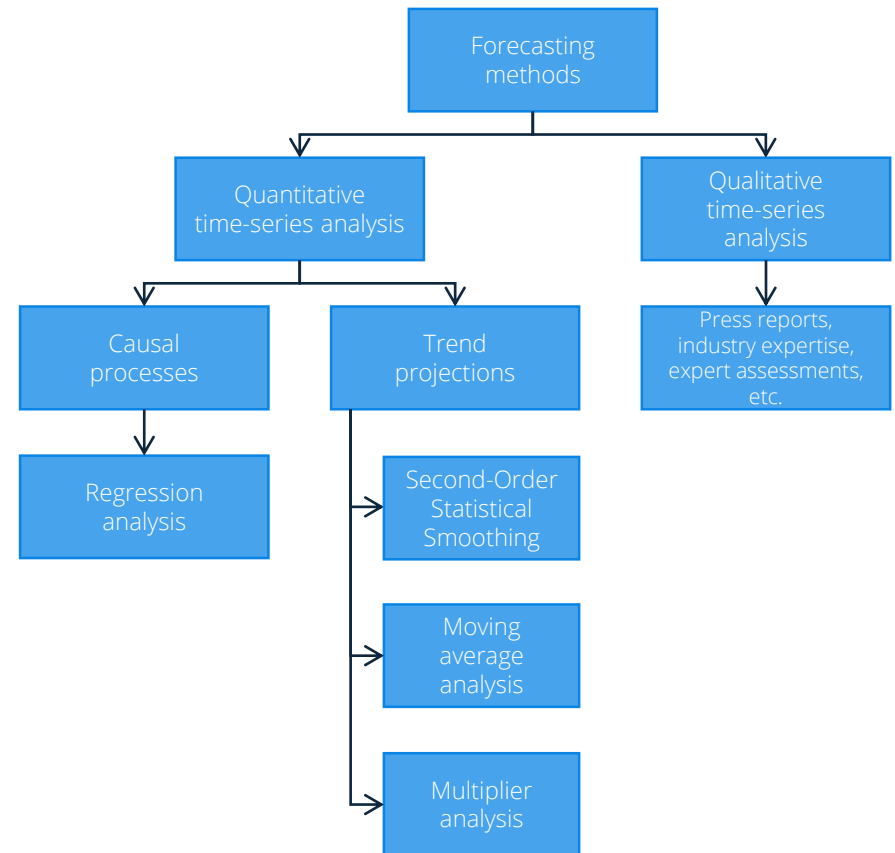 Forecasting
methods
Quantitative
time-series analysis
Qualitative
time-series
analysis
Causal
processes
Trend
projections
Press reports,
industry expertise,
expert assessments,
etc.
Regression
analysis
Second-Order
Statistical
Smoothing
Moving
average
analysis
Multiplier
analysis